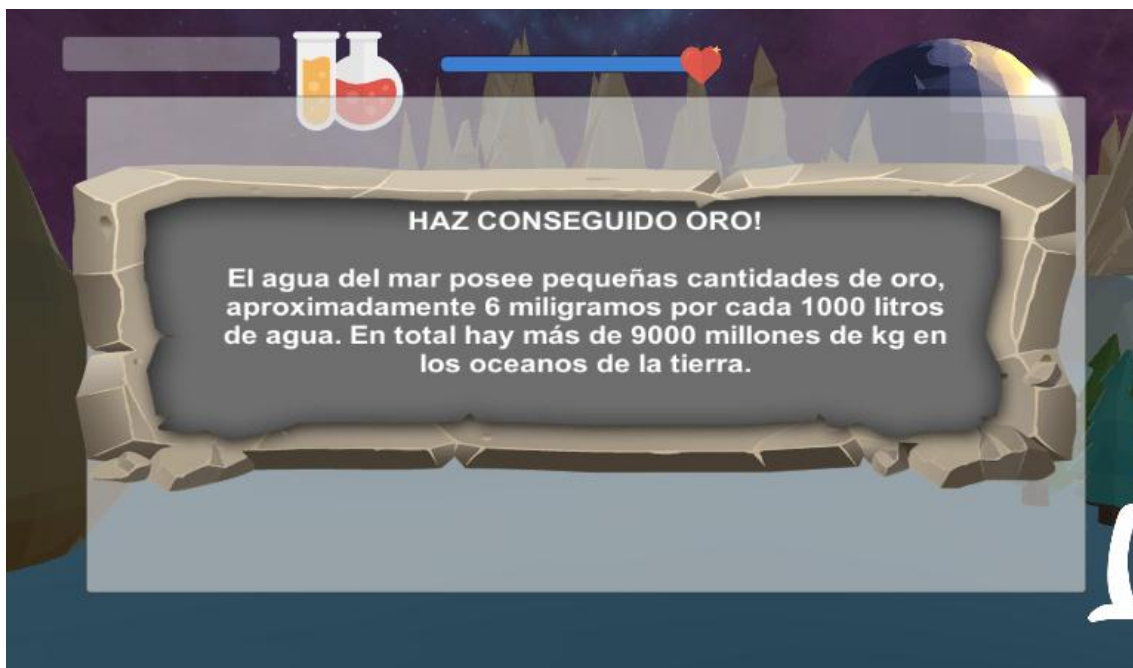 HAZ CONSEGUIDO ORO!
El agua del mar posee pequeñas cantidades de oro,
aproximadamente 6 miligramos por cada 1000 litros
de agua. En total hay más de 9000 millones de kg en
los oceanos de la tierra.